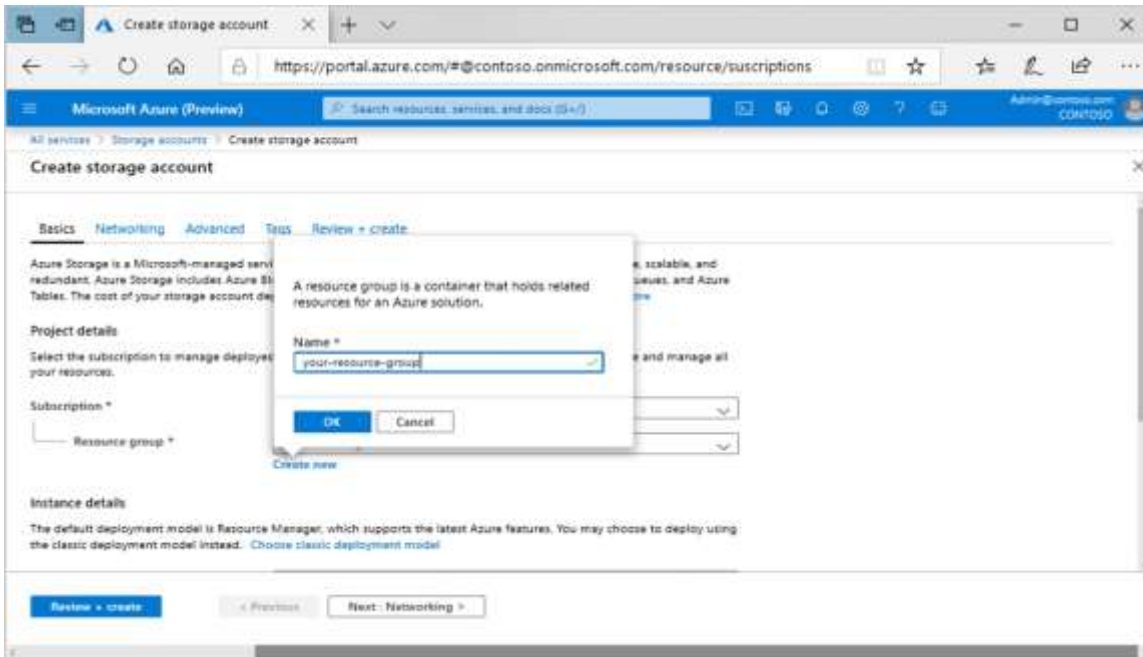 Create storage account
https://portal.azure.com/#@contoso.onmicrosoft.com/resource/suscriptions
Microsoft Azure (Preview)
Search resources, services, and docs (G+/)
Admin@contoso.com
CONTOSO
All services > Storage accounts > Create storage account
Create storage account
Basics Networking Advanced Tags Review + create
Azure Storage is a Microsoft-managed servi
e, scalable, and
redundant. Azure Storage includes Azure Bl
ueues, and Azure
Tables. The cost of your storage account de
A resource group is a container that holds related
resources for an Azure solution.
Name *
your-resource-group
OK Cancel
Project details
Select the subscription to manage deployed
e and manage all
your resources.
Subscription *
Resource group *
Create new
Instance details
The default deployment model is Resource Manager, which supports the latest Azure features. You may choose to deploy using
the classic deployment model instead. Choose classic deployment model
Review + create
< Previous
Next : Networking >